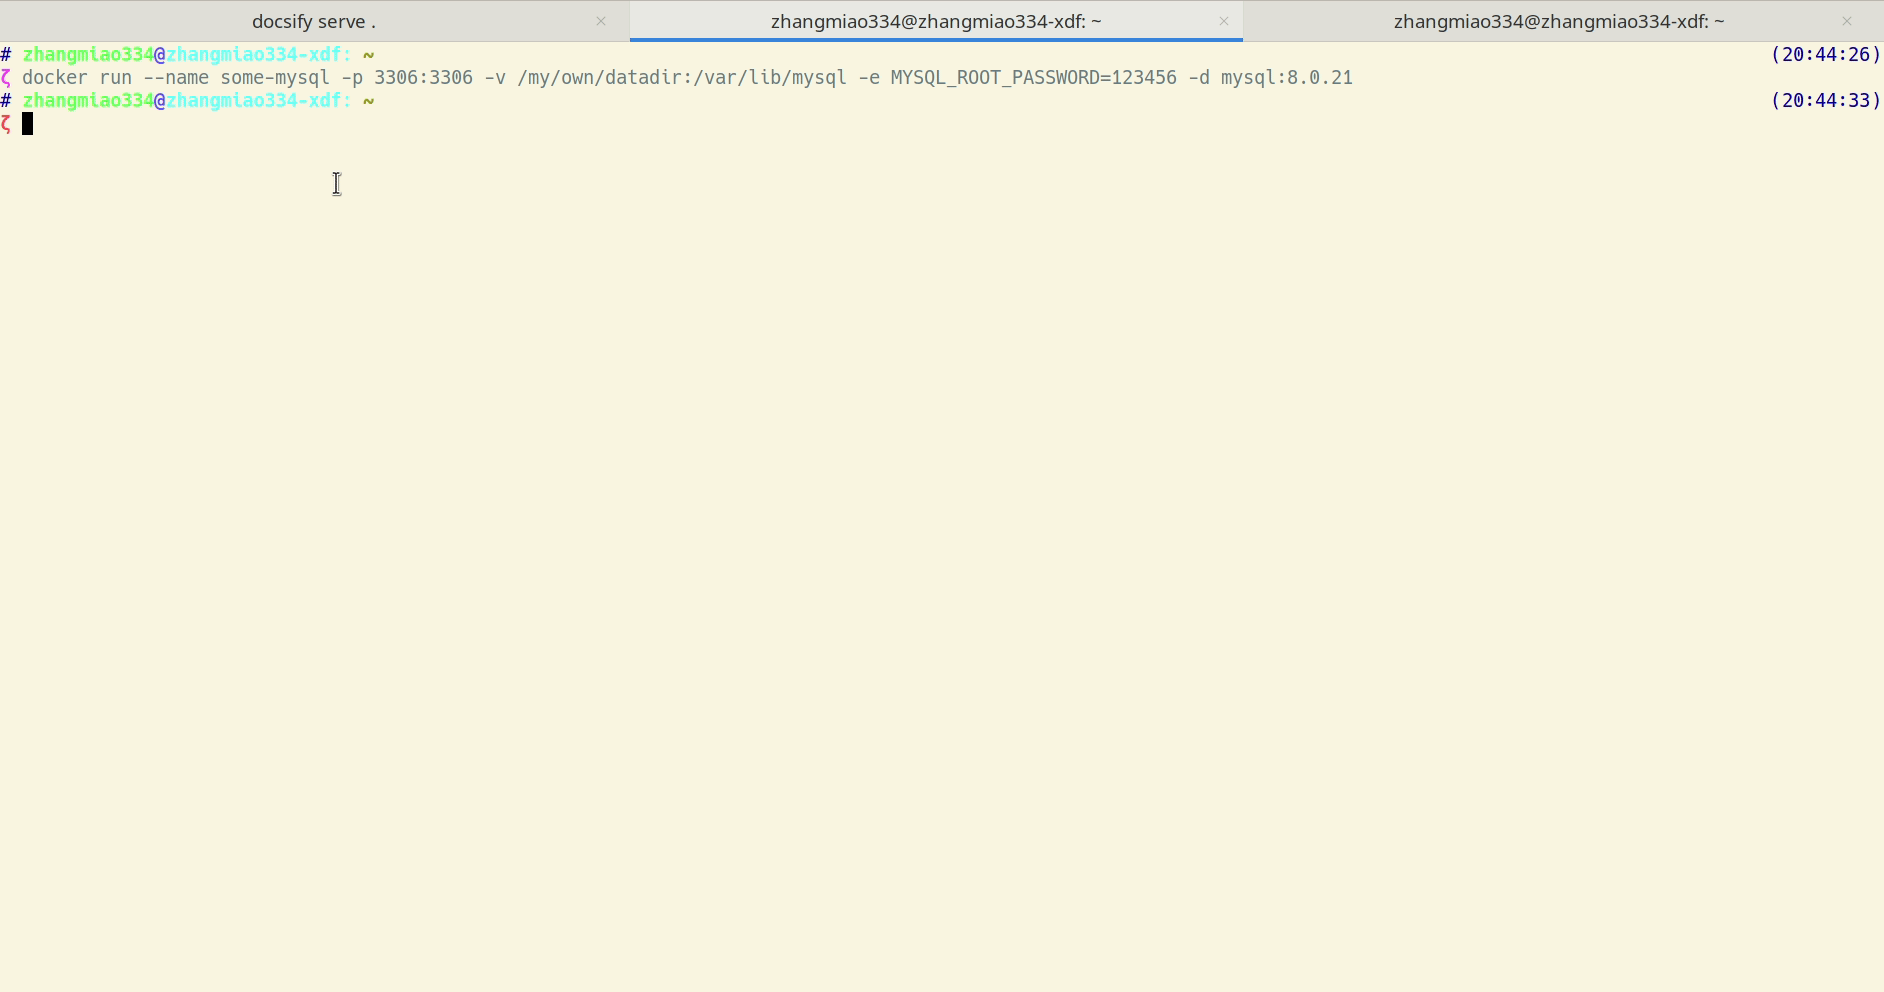 docsify serve . × zhangmiao334@zhangmiao334-xdf: ~ × zhangmiao334@zhangmiao334-xdf: ~ ×
# zhangmiao334@zhangmiao334-xdf: ~ (20:44:26)
ζ docker run --name some-mysql -p 3306:3306 -v /my/own/datadir:/var/lib/mysql -e MYSQL_ROOT_PASSWORD=123456 -d mysql:8.0.21
# zhangmiao334@zhangmiao334-xdf: ~ (20:44:33)
ζ